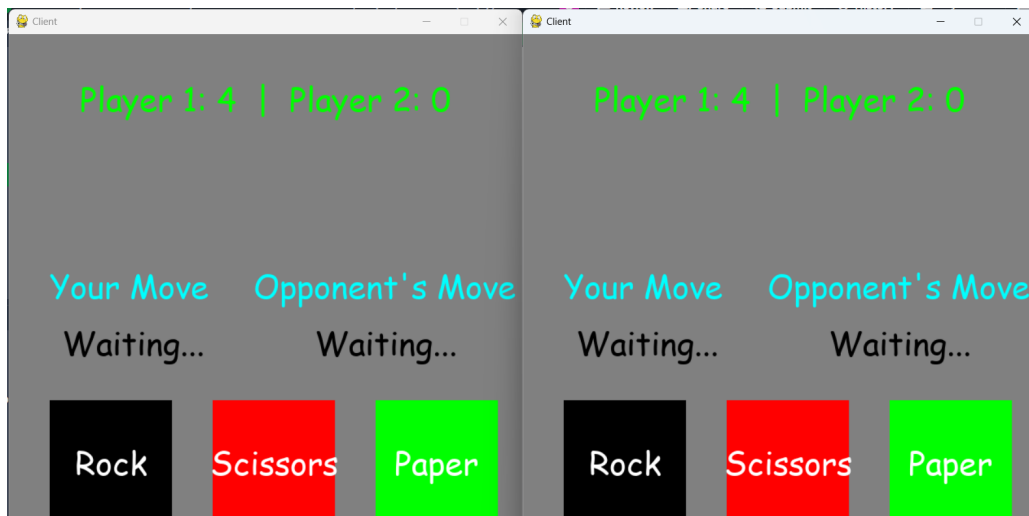 Client
Player 1: 4 | Player 2: 0
Your Move Opponent's Move
Waiting... Waiting...
Rock Scissors Paper
Client
Player 1: 4 | Player 2: 0
Your Move Opponent's Move
Waiting... Waiting...
Rock Scissors Paper